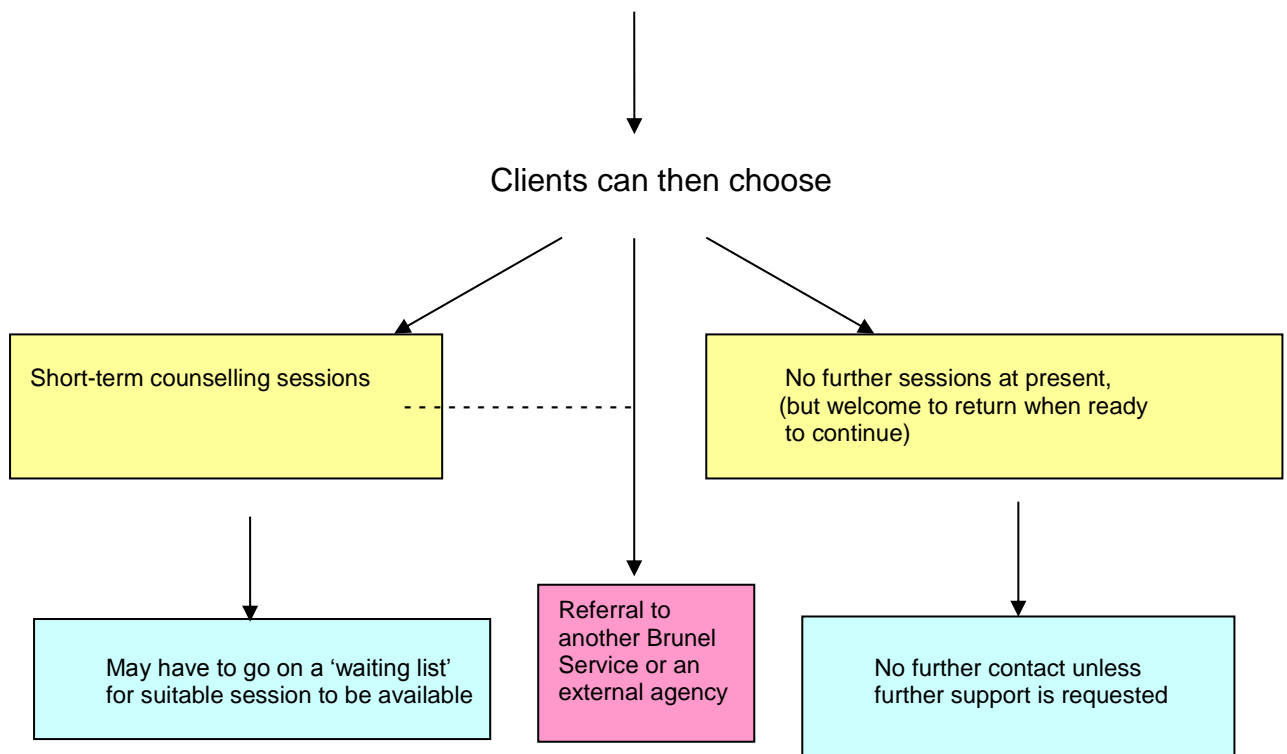 Clients can then choose
Short-term counselling sessions
No further sessions at present,
(but welcome to return when ready
to continue)
May have to go on a ‘waiting list’
for suitable session to be available
Referral to
another Brunel
Service or an
external agency
No further contact unless
further support is requested